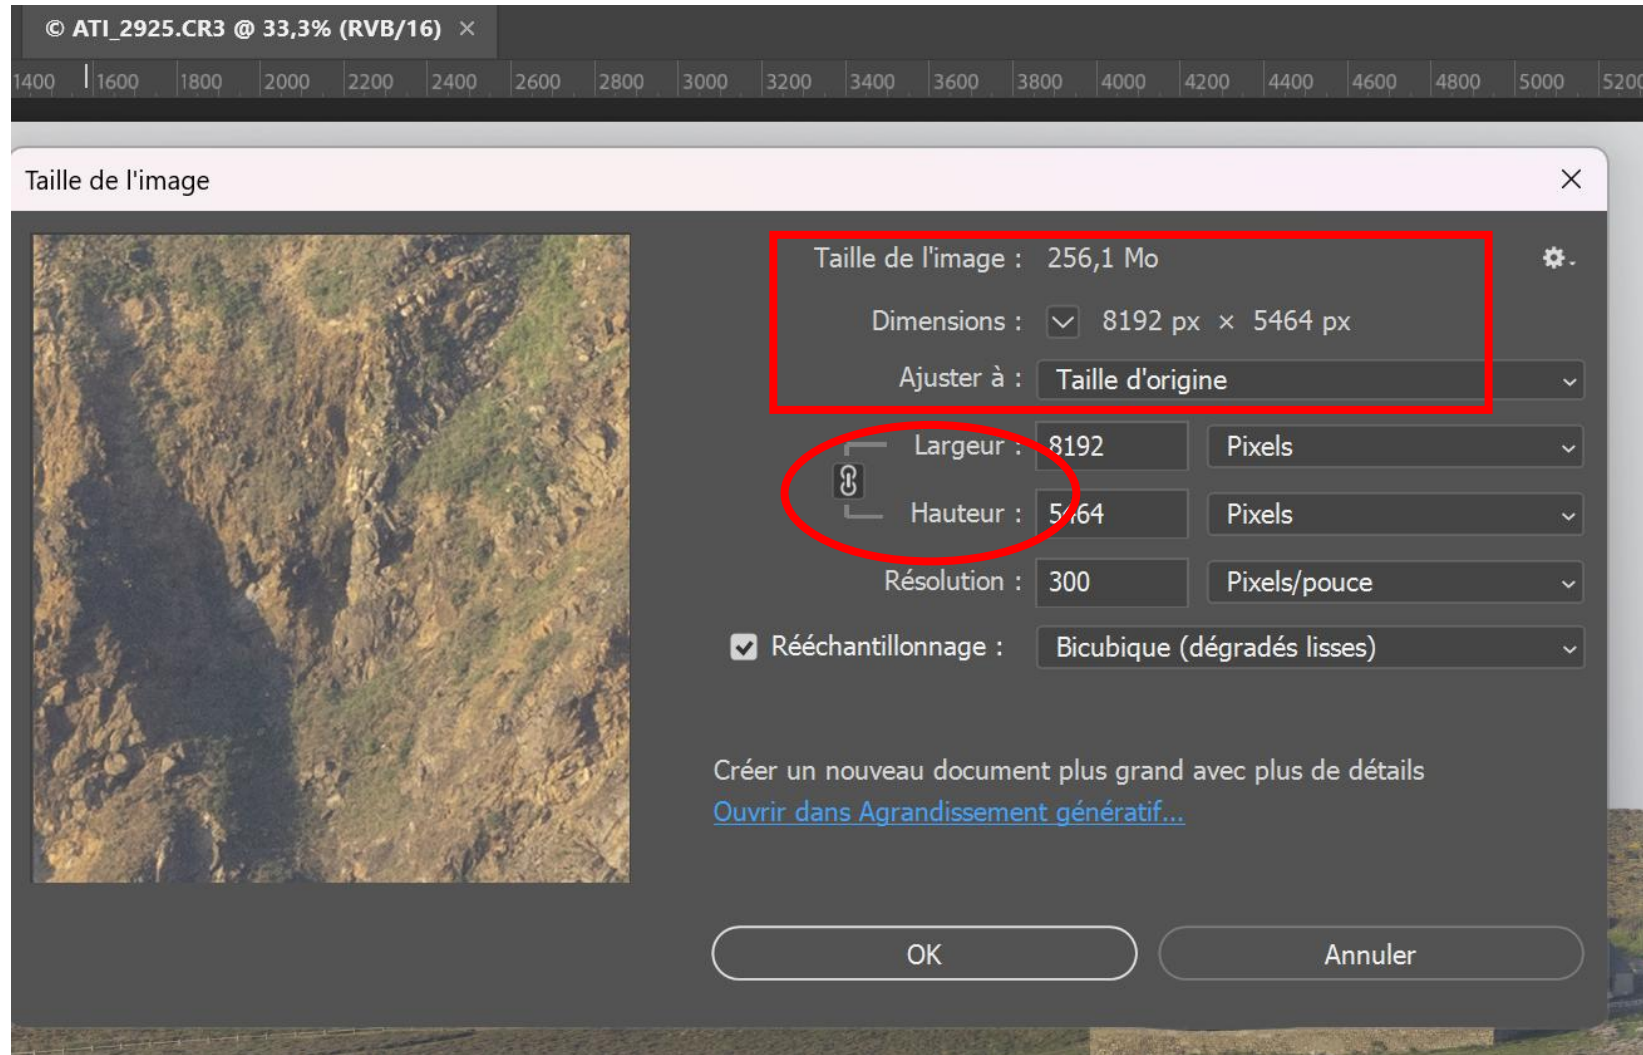 © ATI_2925.CR3 @ 33,3% (RVB/16) ×
1400 1600 1800 2000 2200 2400 2600 2800 3000 3200 3400 3600 3800 4000 4200 4400 4600 4800 5000 5200
Taille de l'image
Taille de l'image : 256,1 Mo
Dimensions : 8192 px × 5464 px
Ajuster à : Taille d'origine
Largeur : 8192 Pixels
Hauteur : 5464 Pixels
Résolution : 300 Pixels/pouce
Rééchantillonnage : Bicubique (dégradés lisses)
Créer un nouveau document plus grand avec plus de détails
Ouvrir dans Agrandissement génératif...
OK Annuler